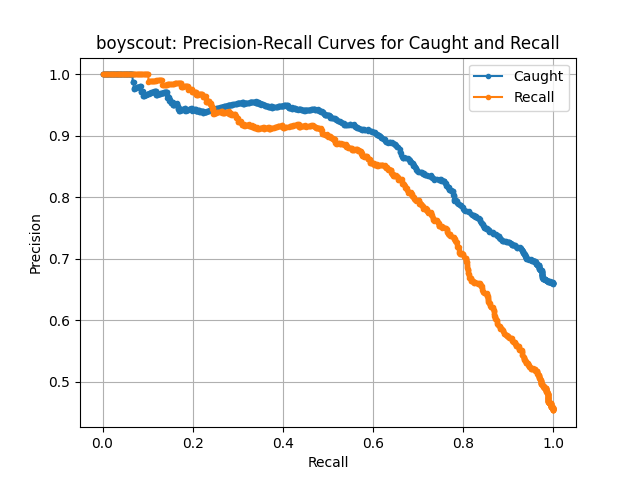 boyscout: Precision-Recall Curves for Caught and Recall
Caught
Recall
1.0
0.9
0.8
0.7
0.6
0.5
Precision
0.0
0.2
0.4
0.6
0.8
1.0
Recall